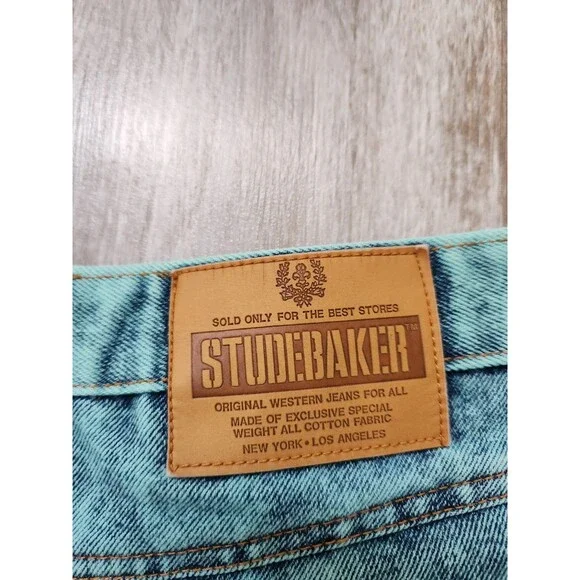 SOLD ONLY FOR THE BEST STORES
STUDEBAKER™
ORIGINAL WESTERN JEANS FOR ALL
MADE OF EXCLUSIVE SPECIAL
WEIGHT ALL COTTON FABRIC
NEW YORK • LOS ANGELES